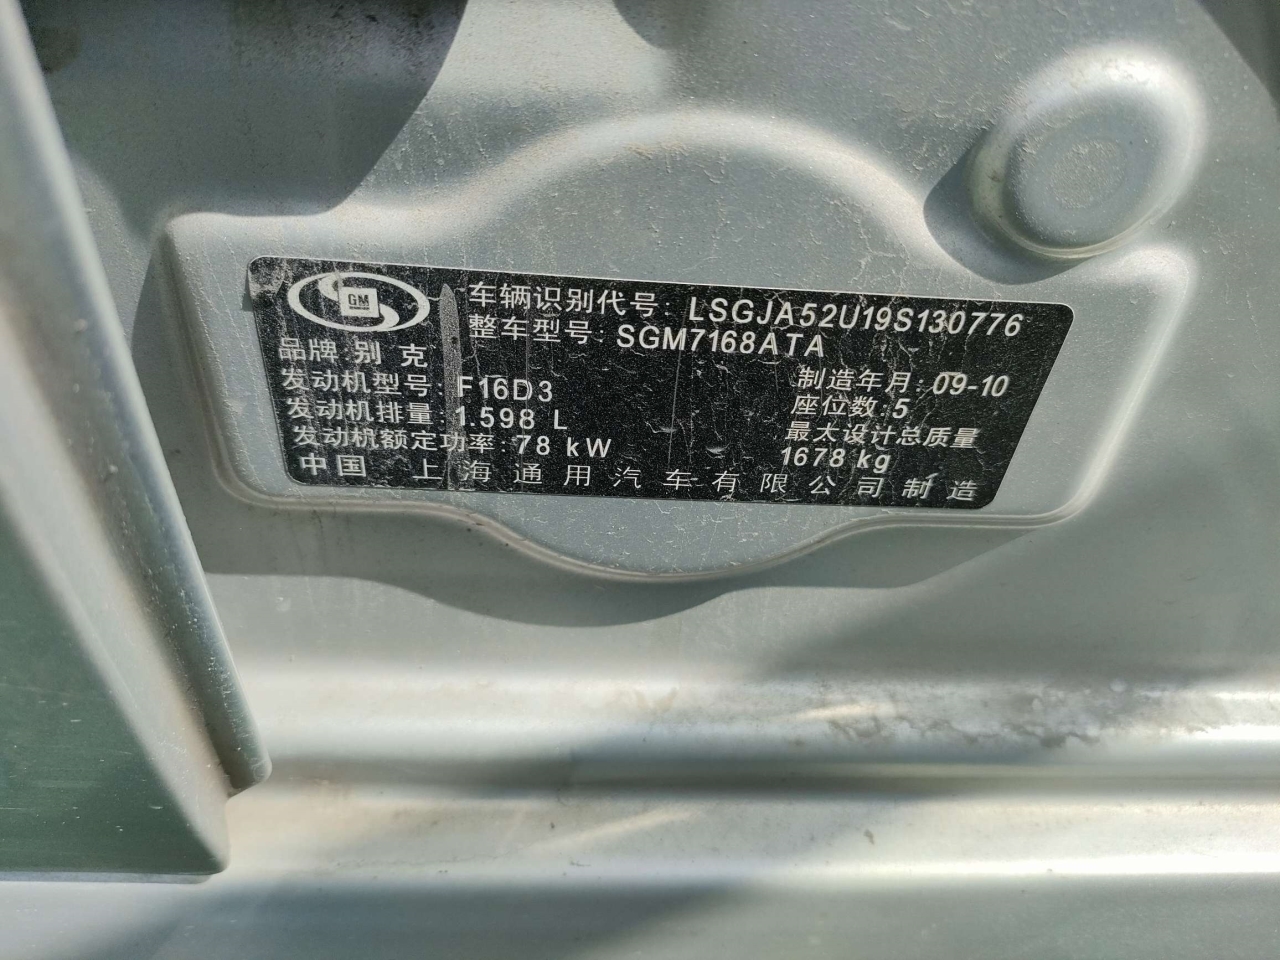 GM
车辆识别代号: LSGJA52U19S130776
整车型号: SGM7168ATA
品牌: 别克
发动机型号: F16D3
制造年月: 09-10
发动机排量: 1.598 L
座位数: 5
发动机额定功率: 78 kW
最大设计总质量
1678 kg
中国 上海通用汽车有限公司制造